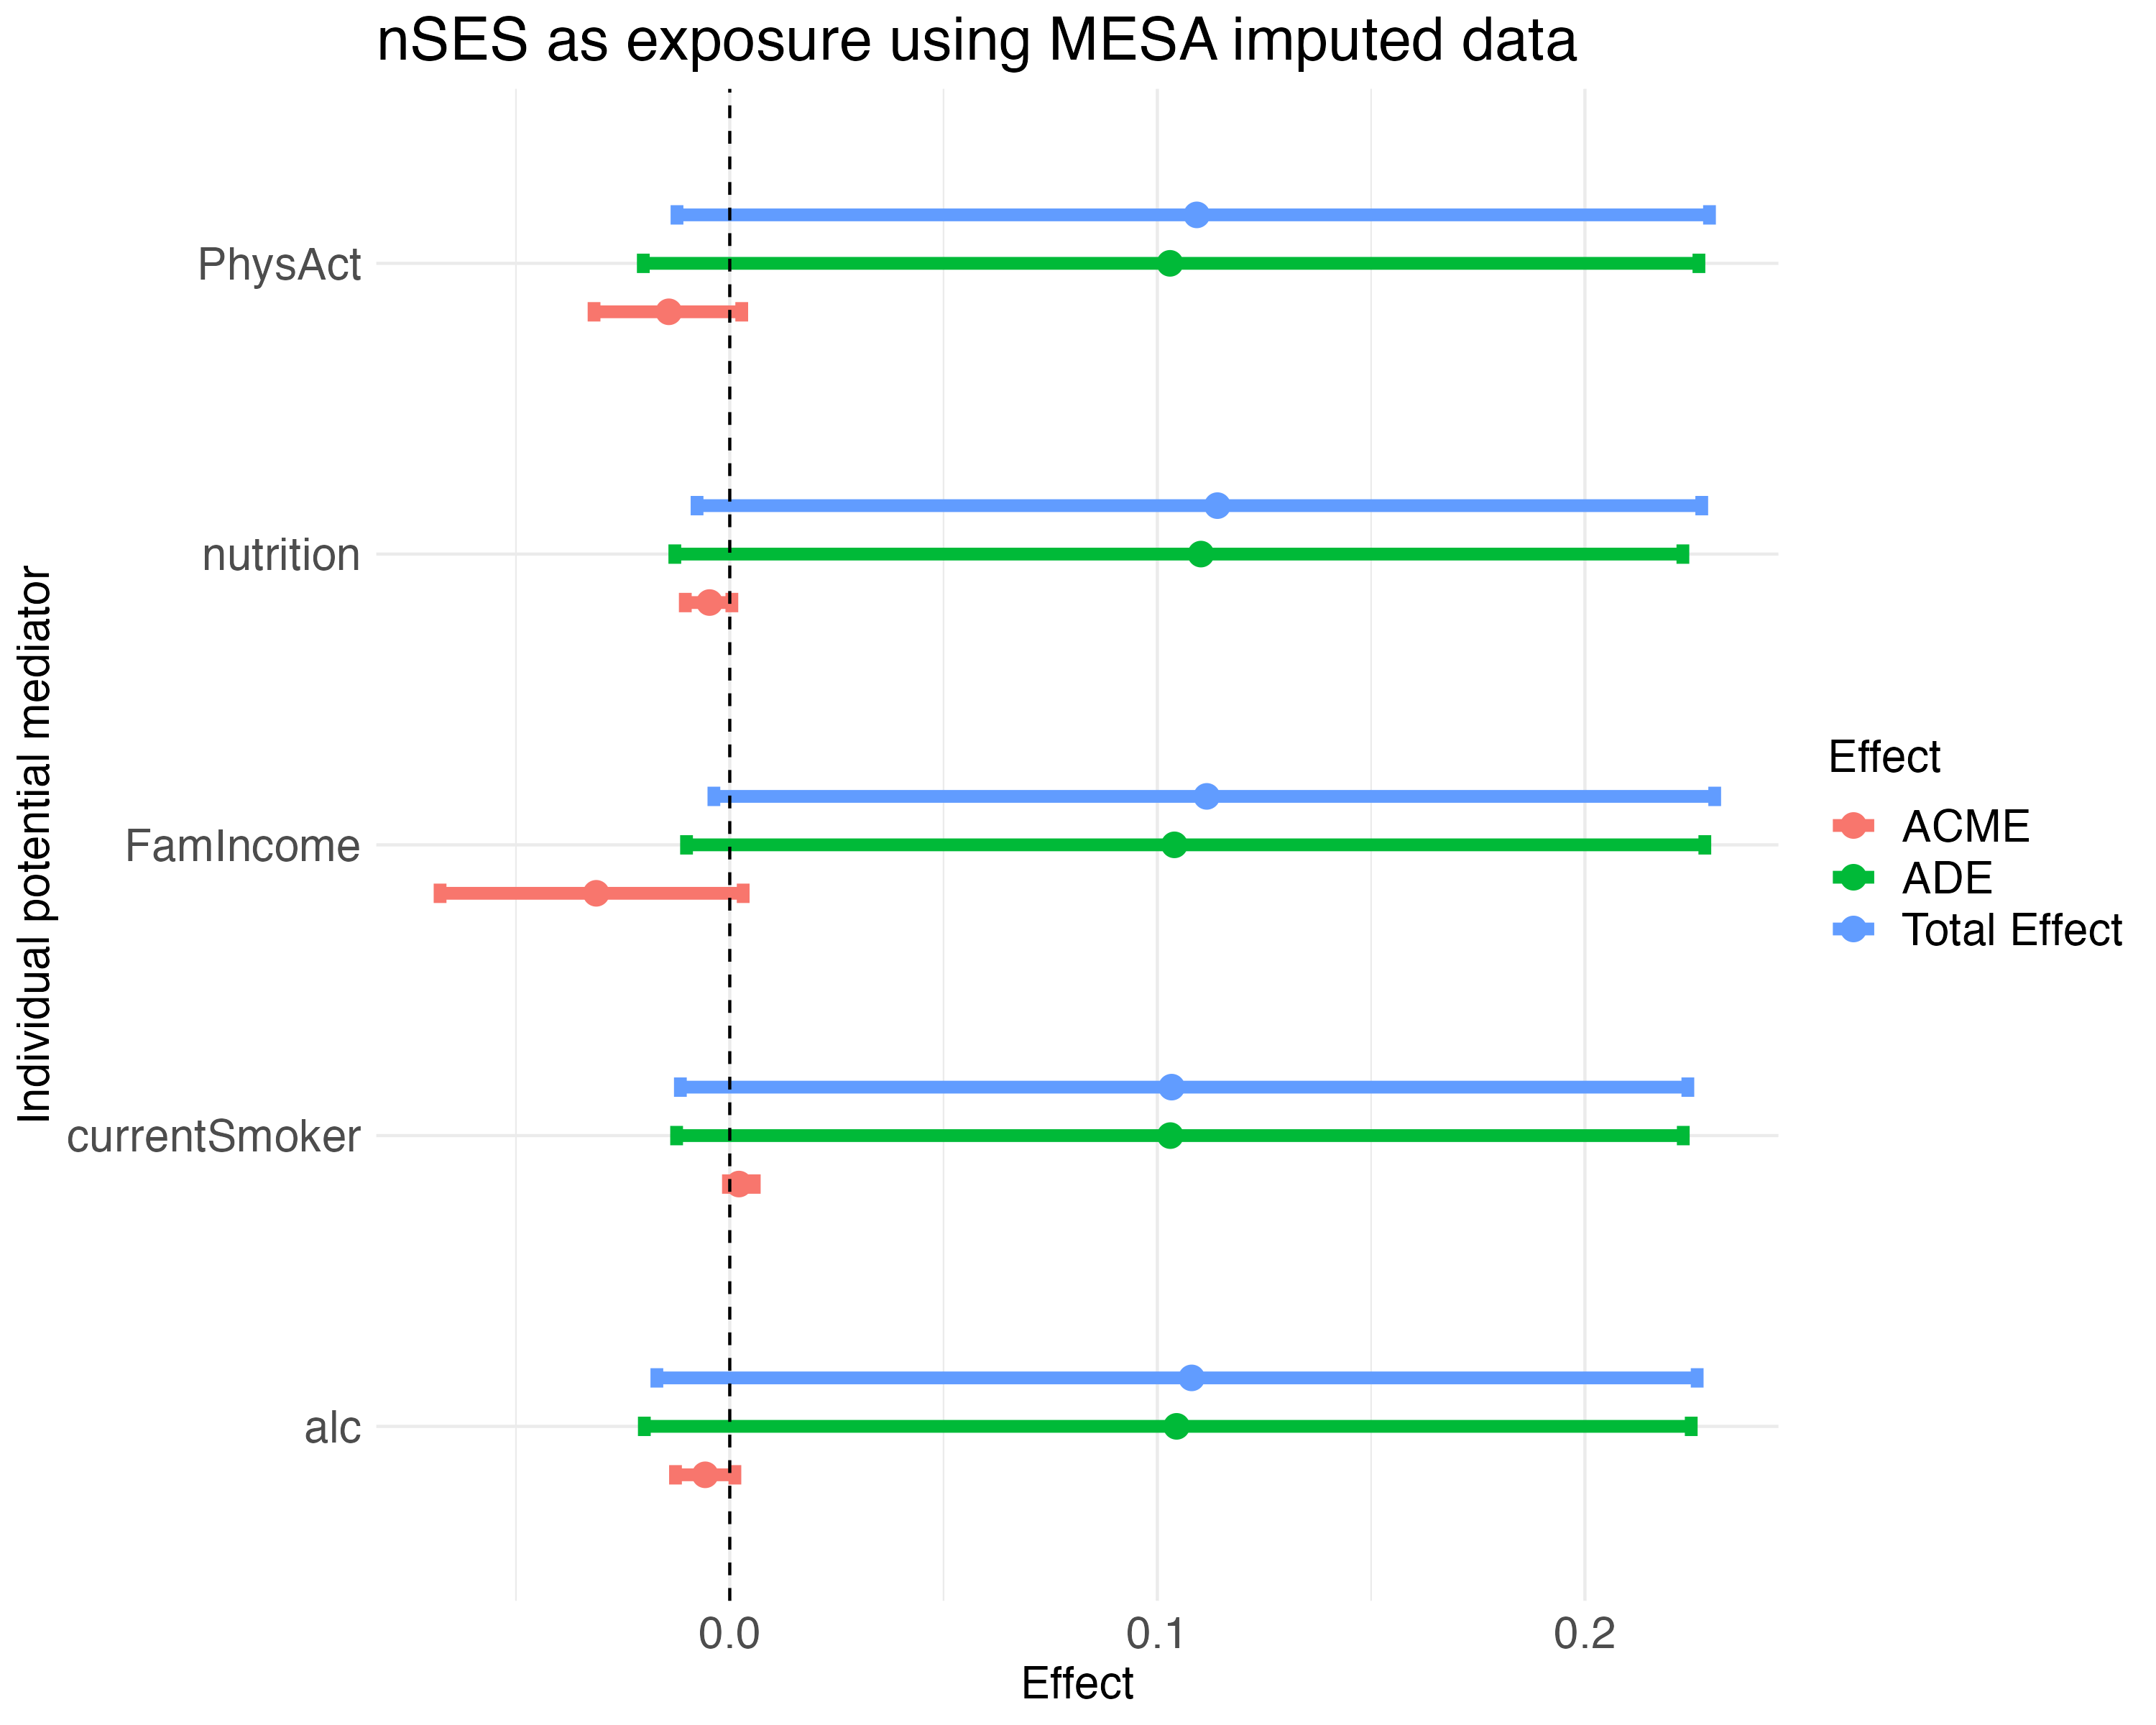 nSES as exposure using MESA imputed data
Individual potential mediator
PhysAct
nutrition
FamIncome
currentSmoker
alc
0.0 0.1 0.2
Effect
Effect
ACME
ADE
Total Effect